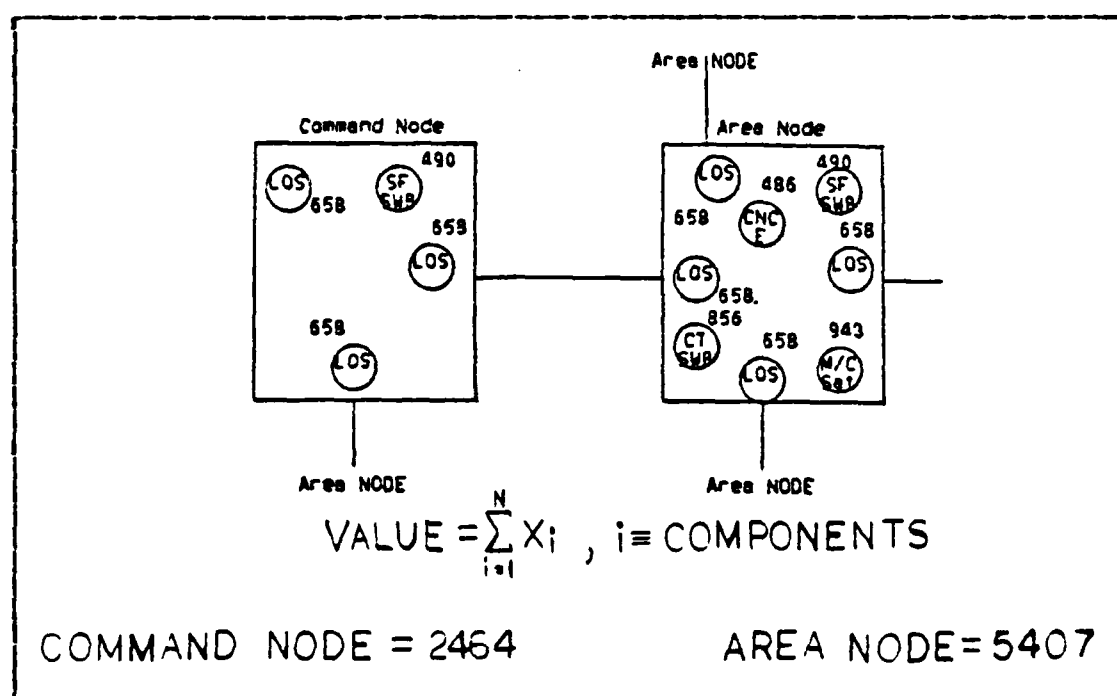 Area NODE
Command Node
Area Node
LOS
658
SF
SWB
490
658
LOS
658
LOS
LOS
658
486
CNC
E
490
SF
SWB
658
LOS
LOS
658.
856
CT
SWB
658
LOS
943
M/C
Sat
Area NODE
Area NODE
VALUE = N∑i=1 Xi , i≡ COMPONENTS
COMMAND NODE = 2464
AREA NODE = 5407